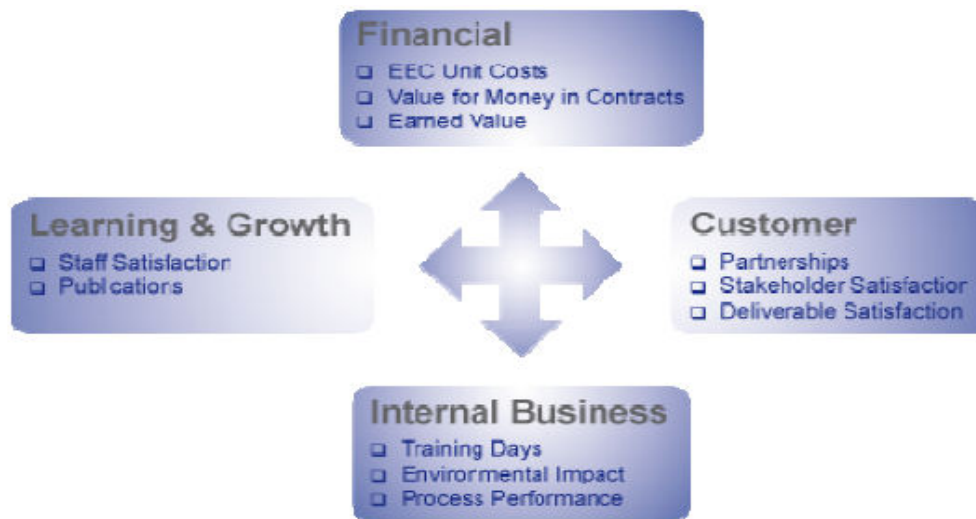 Financial
EEC Unit Costs
Value for Money in Contracts
Earned Value
Learning & Growth
Staff Satisfaction
Publications
Customer
Partnerships
Stakeholder Satisfaction
Deliverable Satisfaction
Internal Business
Training Days
Environmental Impact
Process Performance